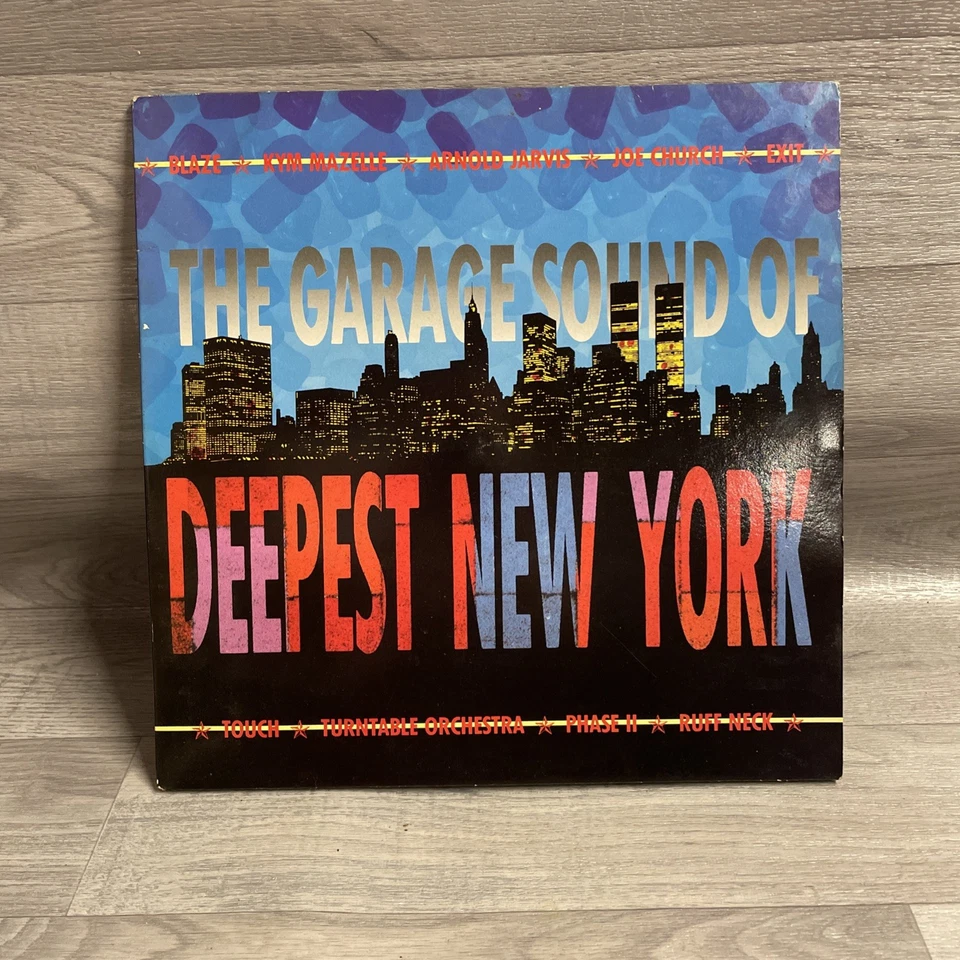 ★ BLAZE ★ KYM MAZELLE ★ ARNOLD JARVIS ★ JOE CHURCH ★ EXIT ★
THE GARAGE SOUND OF
DEEPEST NEW YORK
★ TOUCH ★ TURNTABLE ORCHESTRA ★ PHASE II ★ RUFF NECK ★